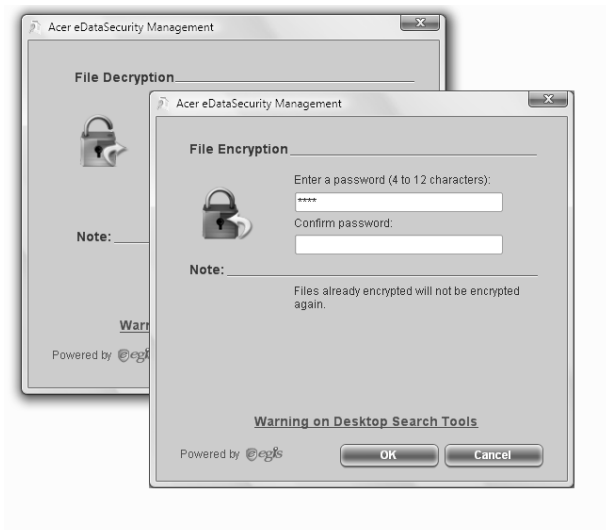 Acer eDataSecurity Management
File Decryption
Note:
Powered by egis
Acer eDataSecurity Management
x
File Encryption
Enter a password (4 to 12 characters):
****
Confirm password:
Note:
Files already encrypted will not be encrypted
again.
Warning on Desktop Search Tools
Powered by egis
OK
Cancel